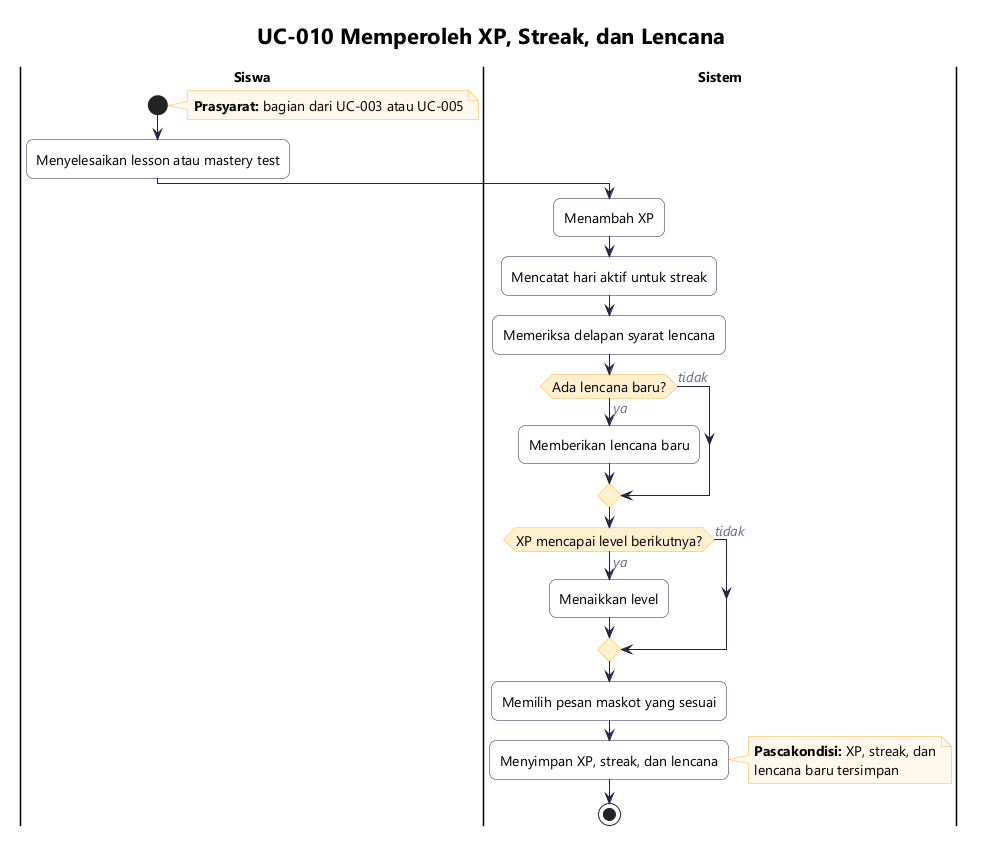 UC-010 Memperoleh XP, Streak, dan Lencana
Siswa
Sistem
Prasyarat: bagian dari UC-003 atau UC-005
Menyelesaikan lesson atau mastery test
Menambah XP
Mencatat hari aktif untuk streak
Memeriksa delapan syarat lencana
Ada lencana baru?
tidak
ya
Memberikan lencana baru
XP mencapai level berikutnya?
tidak
ya
Menaikkan level
Memilih pesan maskot yang sesuai
Menyimpan XP, streak, dan lencana
Pascakondisi: XP, streak, dan
lencana baru tersimpan